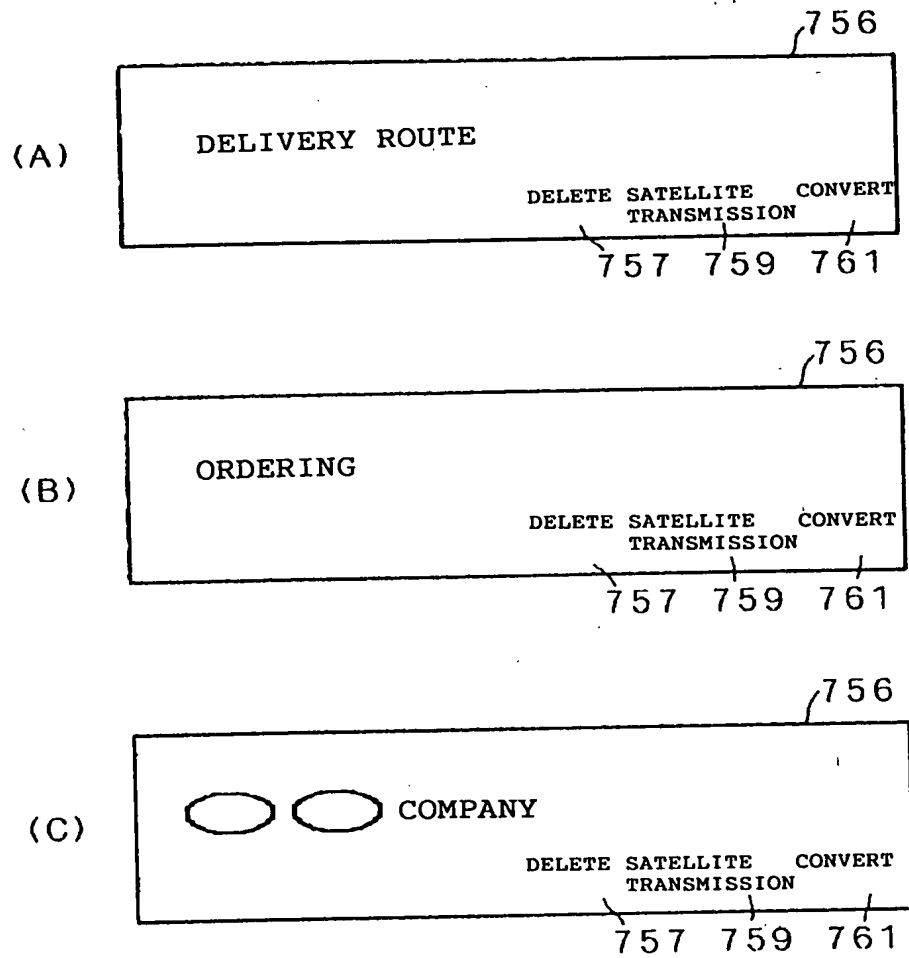 756
(A)
DELIVERY ROUTE
DELETE SATELLITE CONVERT
TRANSMISSION
757 759 761
756
(B)
ORDERING
DELETE SATELLITE CONVERT
TRANSMISSION
757 759 761
756
(C)
COMPANY
DELETE SATELLITE CONVERT
TRANSMISSION
757 759 761